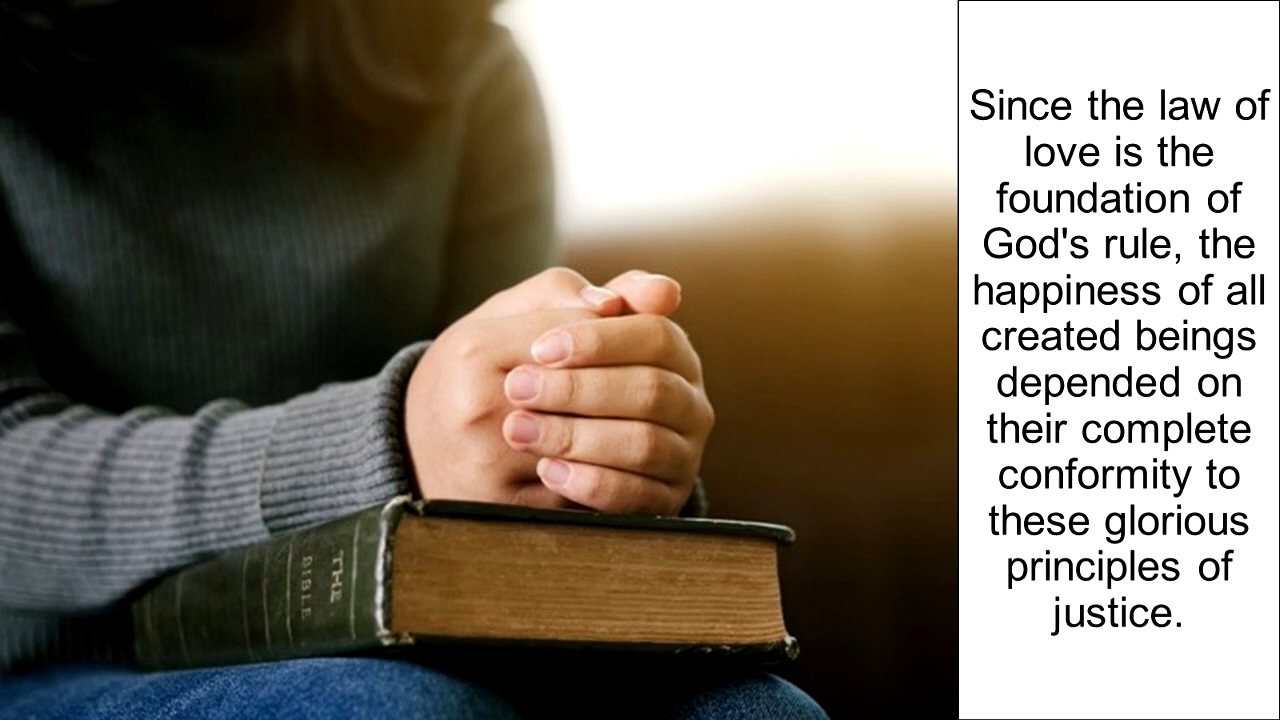 THE
BIBLE
Since the law of
love is the
foundation of
God's rule, the
happiness of all
created beings
depended on
their complete
conformity to
these glorious
principles of
justice.